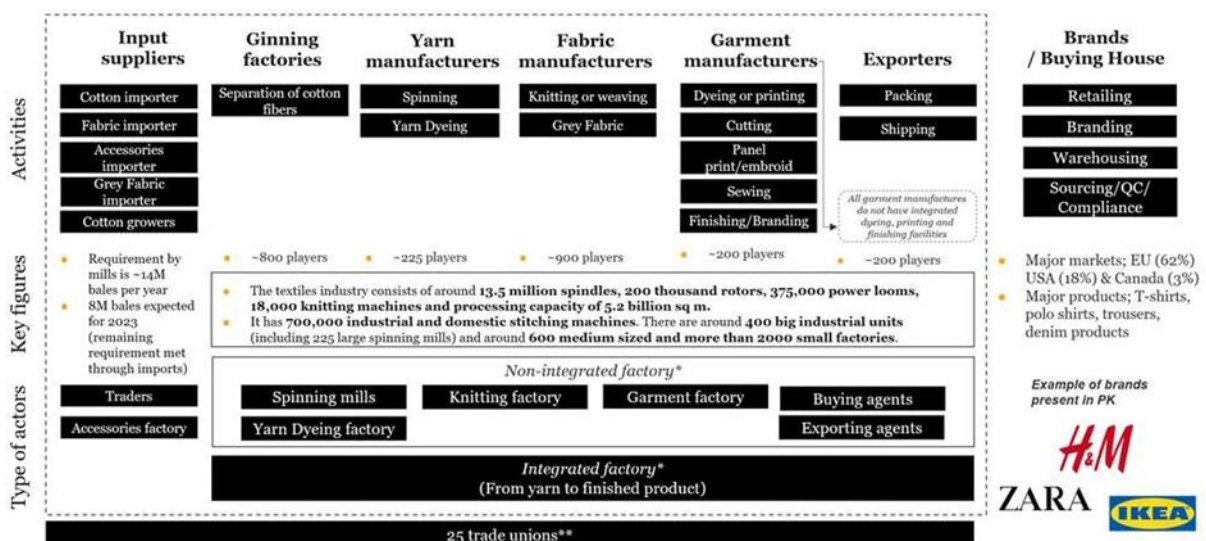 Input
suppliers
Ginning
factories
Yarn
manufacturers
Fabric
manufacturers
Garment
manufacturers
Exporters
Brands
/ Buying House
Activities
Cotton importer
Fabric importer
Accessories
importer
Grey Fabric
importer
Cotton growers
Separation of cotton
fibers
Spinning
Yarn Dyeing
Knitting or weaving
Grey Fabric
Dyeing or printing
Cutting
Panel
print/embroid
Sewing
Finishing/Branding
Packing
Shipping
All garment manufactures
do not have integrated
dyeing, printing and
finishing facilities
Retailing
Branding
Warehousing
Sourcing/QC/
Compliance
Key figures
Requirement by
mills is ~14M
bales per year
8M bales expected
for 2023
(remaining
requirement met
through imports)
~800 players
~225 players
~900 players
~200 players
~200 players
The textiles industry consists of around 13.5 million spindles, 200 thousand rotors, 375,000 power looms,
18,000 knitting machines and processing capacity of 5.2 billion sq m.
It has 700,000 industrial and domestic stitching machines. There are around 400 big industrial units
(including 225 large spinning mills) and around 600 medium sized and more than 2000 small factories.
Major markets; EU (62%)
USA (18%) & Canada (3%)
Major products; T-shirts,
polo shirts, trousers,
denim products
Type of actors
Traders
Accessories factory
Non-integrated factory*
Spinning mills
Knitting factory
Garment factory
Buying agents
Yarn Dyeing factory
Exporting agents
Integrated factory*
(From yarn to finished product)
25 trade unions**
Example of brands
present in PK
H&M
ZARA
IKEA